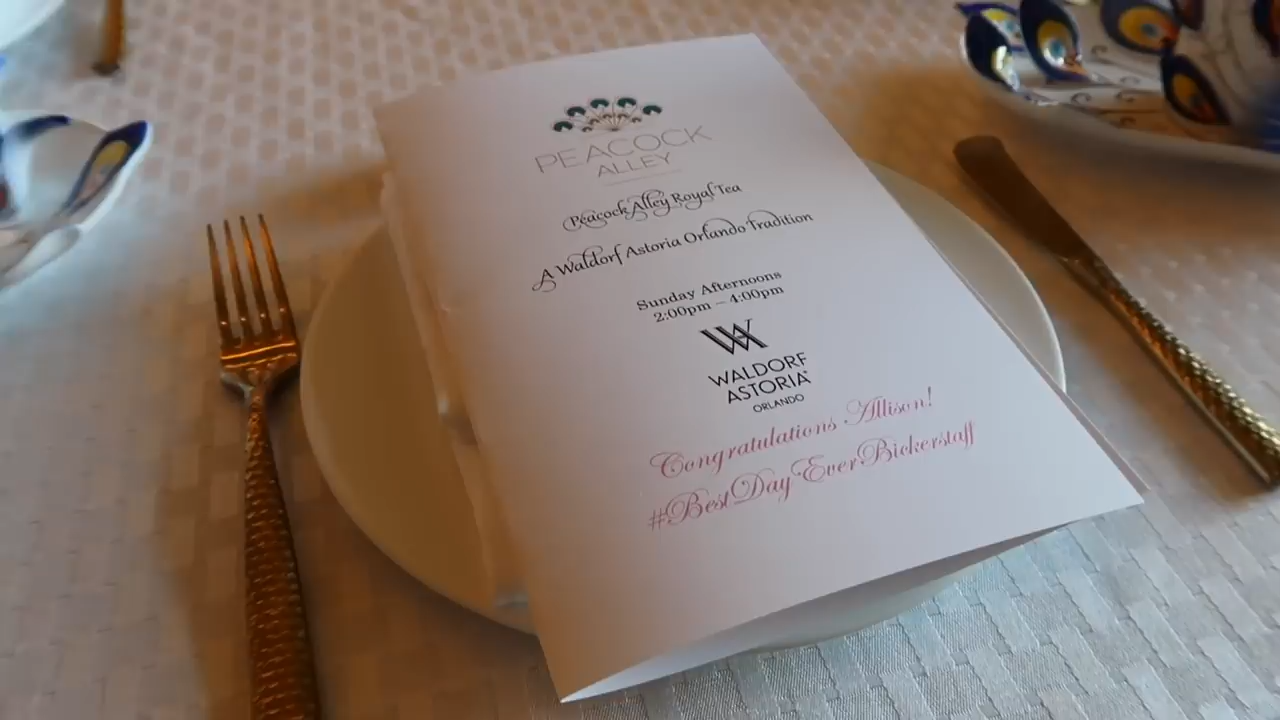 PEACOCK
ALLEY
Peacock Alley Royal Tea
A Waldorf Astoria Orlando Tradition
Sunday Afternoons
2:00pm – 4:00pm
WALDORF
ASTORIA
ORLANDO
Congratulations Allison!
#BestDayEverBickerstaff